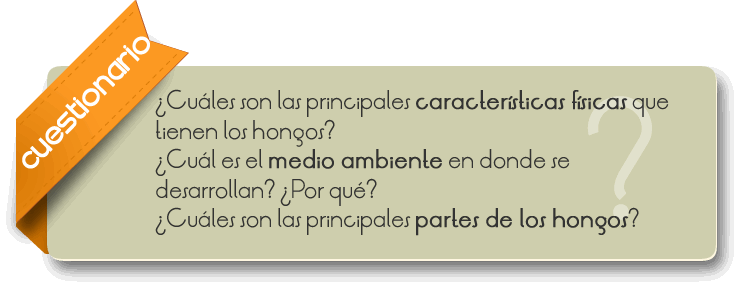 cuestionario
¿Cuáles son las principales características físicas que
tienen los hongos?
¿Cuál es el medio ambiente en donde se
desarrollan? ¿Por qué?
¿Cuáles son las principales partes de los hongos?
?